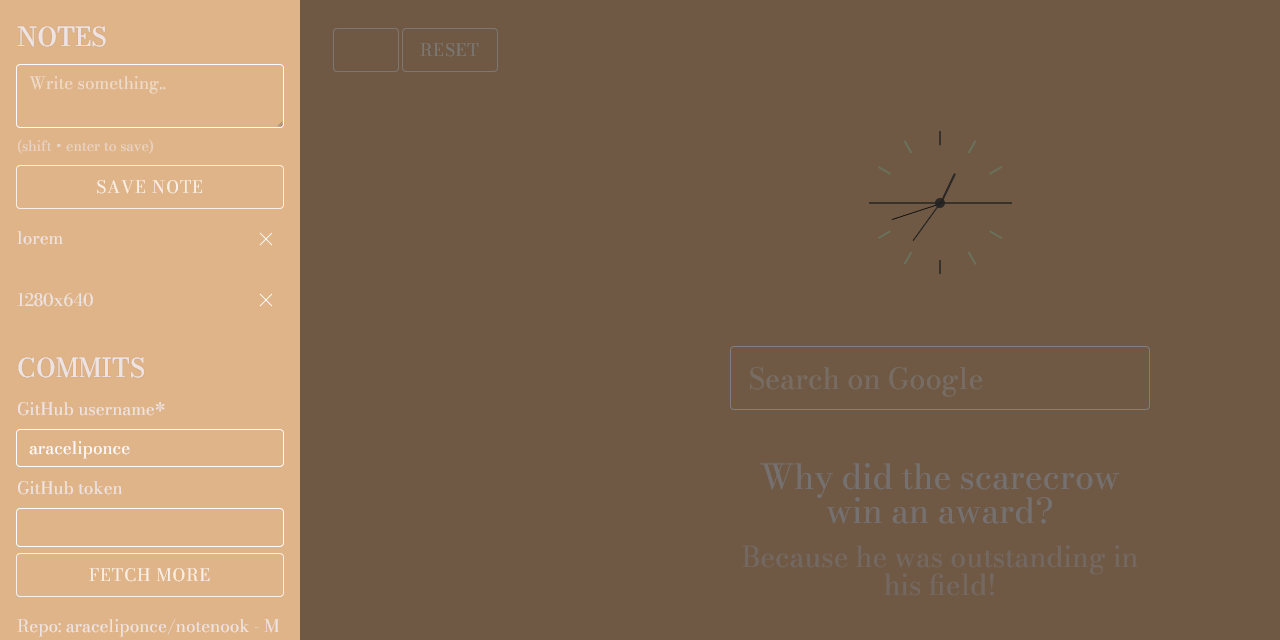 NOTES
Write something..
(shift + enter to save)
SAVE NOTE
lorem
1280x640
COMMITS
GitHub username*
araceliponce
GitHub token
FETCH MORE
Repo: araceliponce/notenook - M
RESET
Search on Google
Why did the scarecrow
win an award?
Because he was outstanding in
his field!